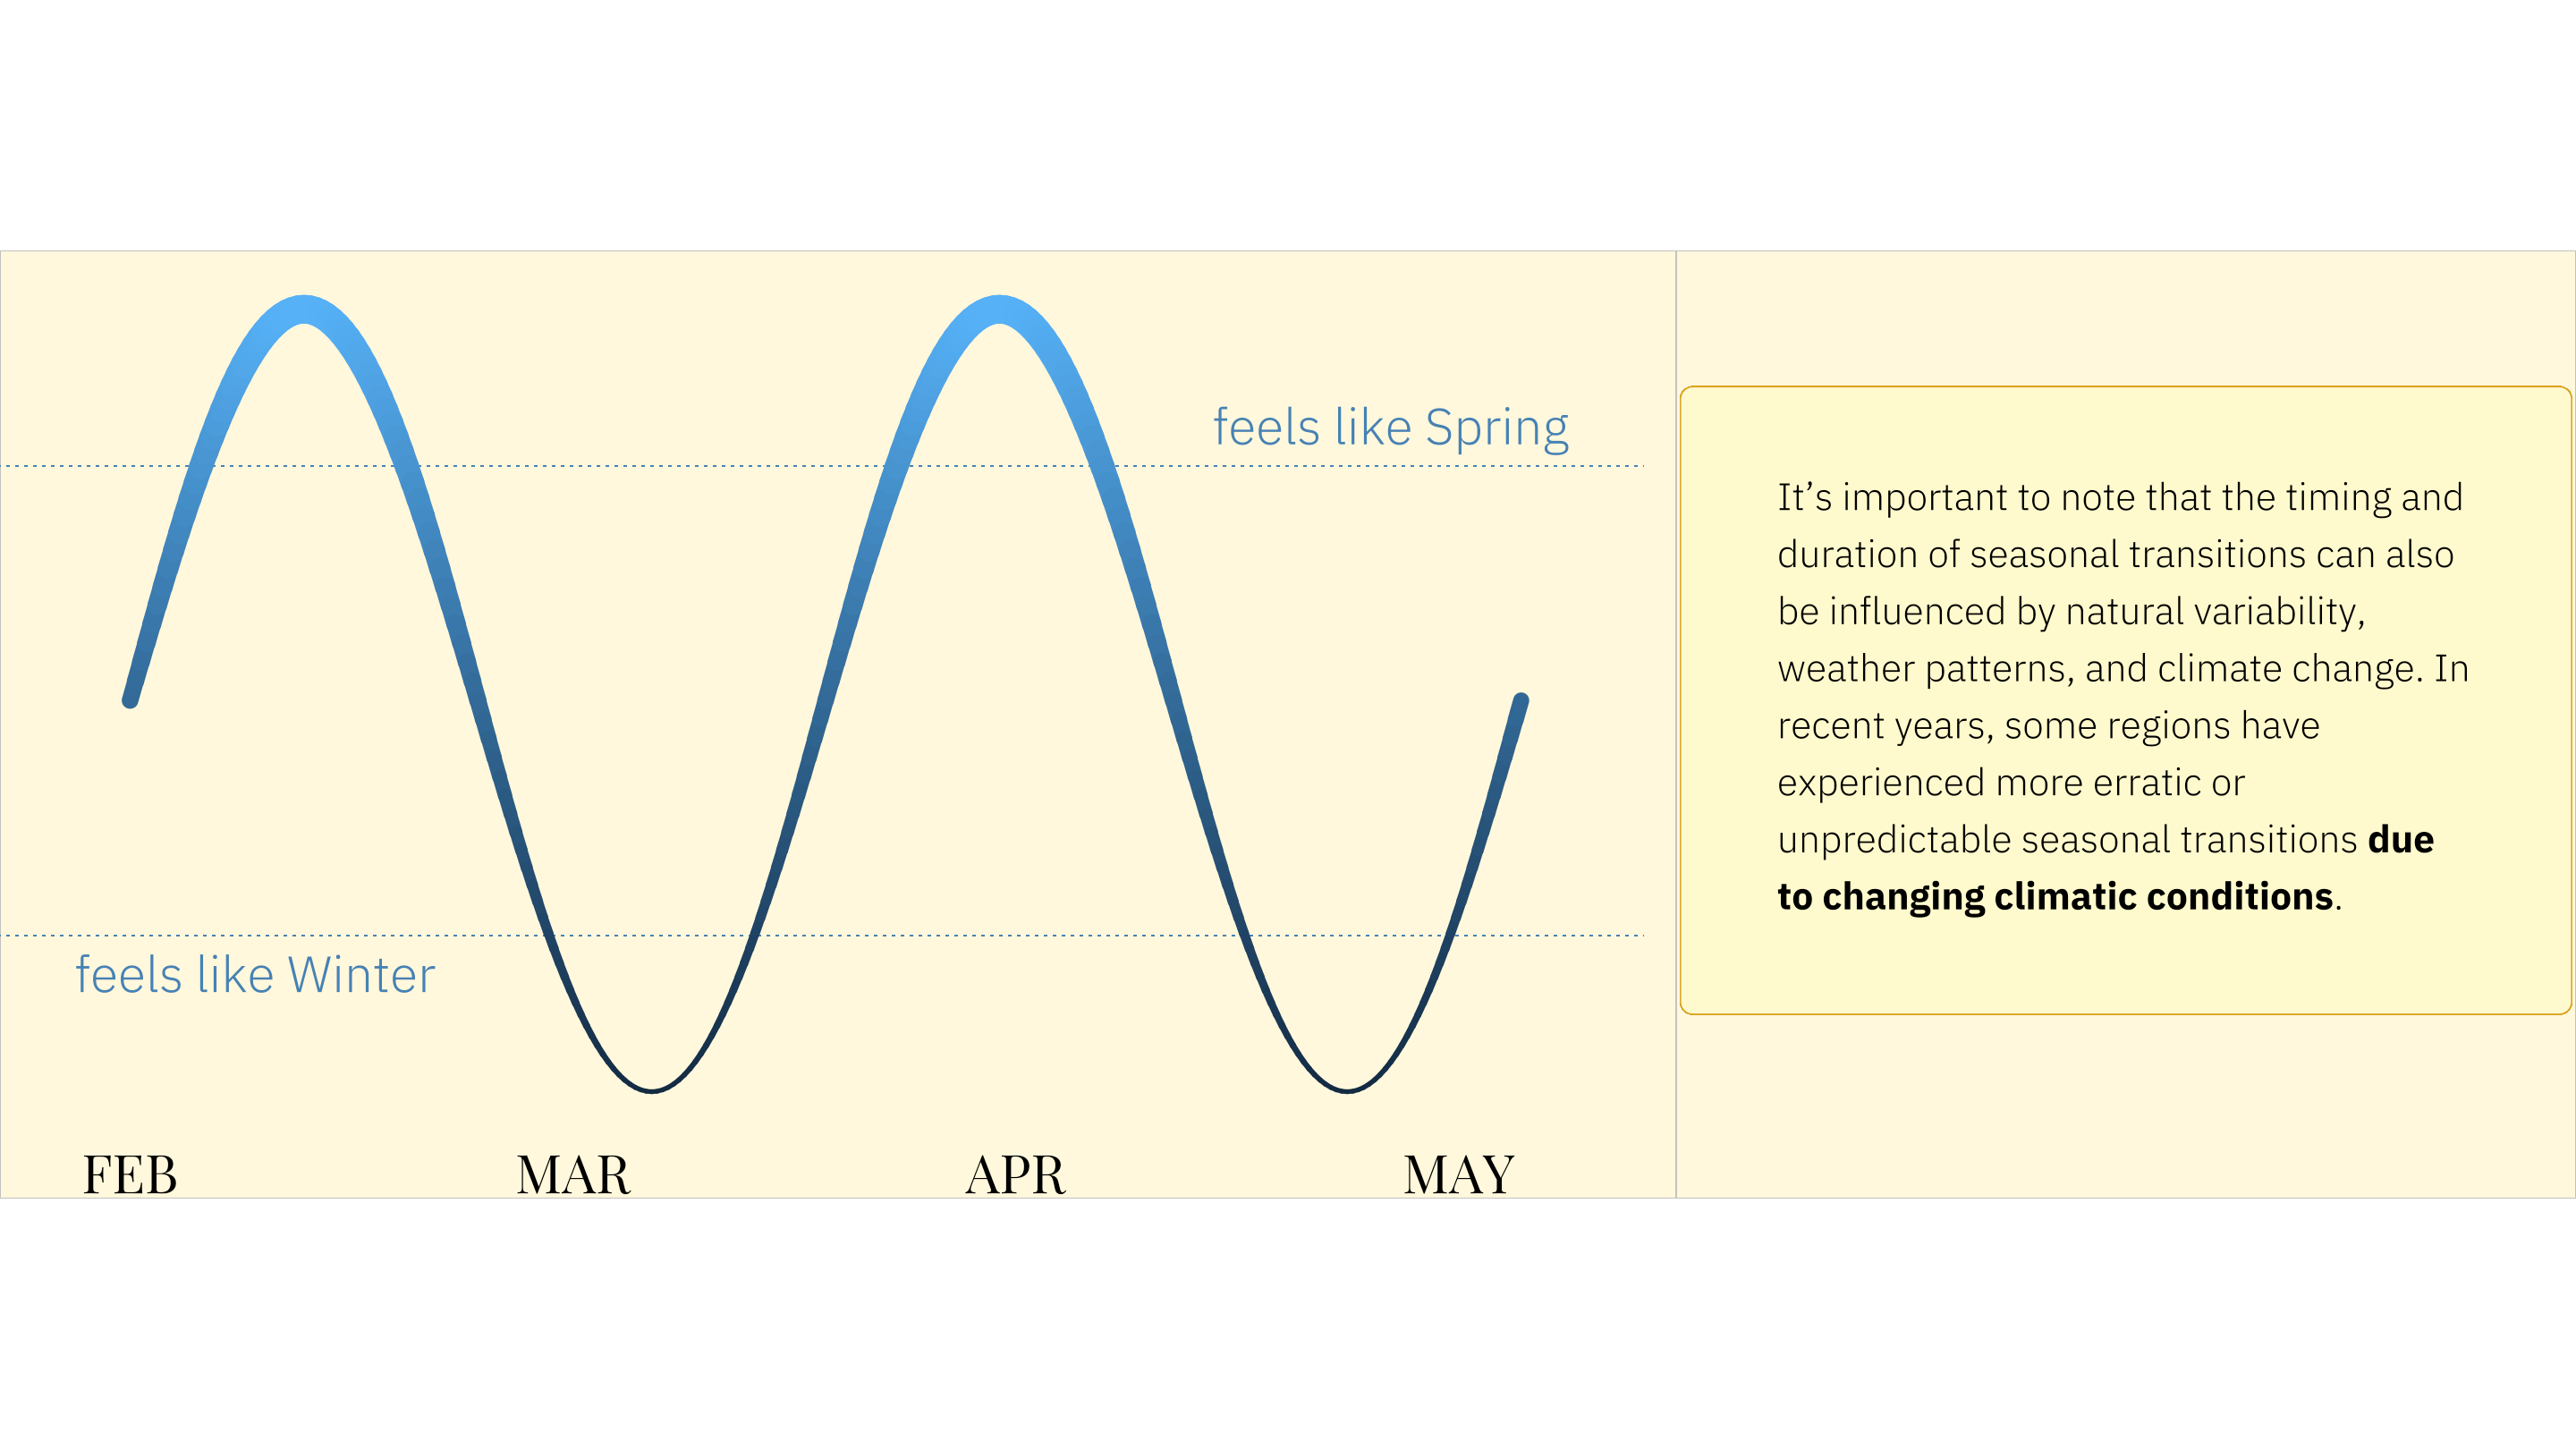 feels like Spring
feels like Winter
FEB MAR APR MAY
It’s important to note that the timing and
duration of seasonal transitions can also
be influenced by natural variability,
weather patterns, and climate change. In
recent years, some regions have
experienced more erratic or
unpredictable seasonal transitions due
to changing climatic conditions.